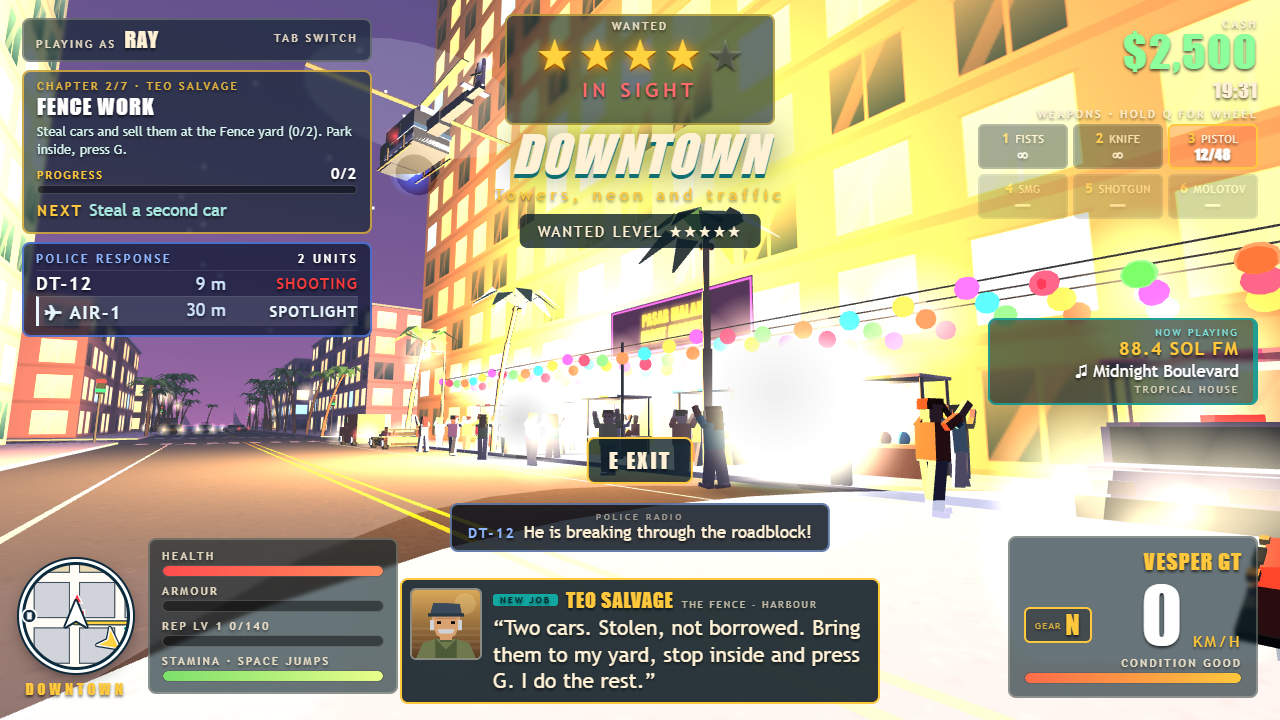 PLAYING AS RAY TAB SWITCH
CHAPTER 2/7 · TEO SALVAGE
FENCE WORK
Steal cars and sell them at the Fence yard (0/2). Park
inside, press G.
PROGRESS 0/2
NEXT Steal a second car
POLICE RESPONSE 2 UNITS
DT-12 9 m SHOOTING
AIR-1 30 m SPOTLIGHT
WANTED
★★★★★
IN SIGHT
DOWNTOWN
Towers, neon and traffic
WANTED LEVEL ★★★★★
CASH
$2,500
19:31
WEAPONS · HOLD Q FOR WHEEL
1 FISTS ∞
2 KNIFE ∞
3 PISTOL 12/48
4 SMG —
5 SHOTGUN —
6 MOLOTOV —
PASAR MALAM
NOW PLAYING
88.4 SOL FM
♫ Midnight Boulevard
TROPICAL HOUSE
E EXIT
POLICE RADIO
DT-12 He is breaking through the roadblock!
HEALTH
ARMOUR
REP LV 1 0/140
STAMINA · SPACE JUMPS
DOWNTOWN
NEW JOB TEO SALVAGE THE FENCE · HARBOUR
“Two cars. Stolen, not borrowed. Bring
them to my yard, stop inside and press
G. I do the rest.”
VESPER GT
GEAR N
0 KM/H
CONDITION GOOD